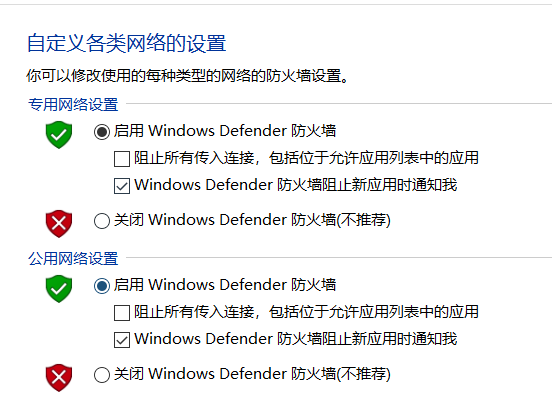 自定义各类网络的设置
你可以修改使用的每种类型的网络的防火墙设置。
专用网络设置
启用 Windows Defender 防火墙
阻止所有传入连接，包括位于允许应用列表中的应用
Windows Defender 防火墙阻止新应用时通知我
关闭 Windows Defender 防火墙(不推荐)
公用网络设置
启用 Windows Defender 防火墙
阻止所有传入连接，包括位于允许应用列表中的应用
Windows Defender 防火墙阻止新应用时通知我
关闭 Windows Defender 防火墙(不推荐)